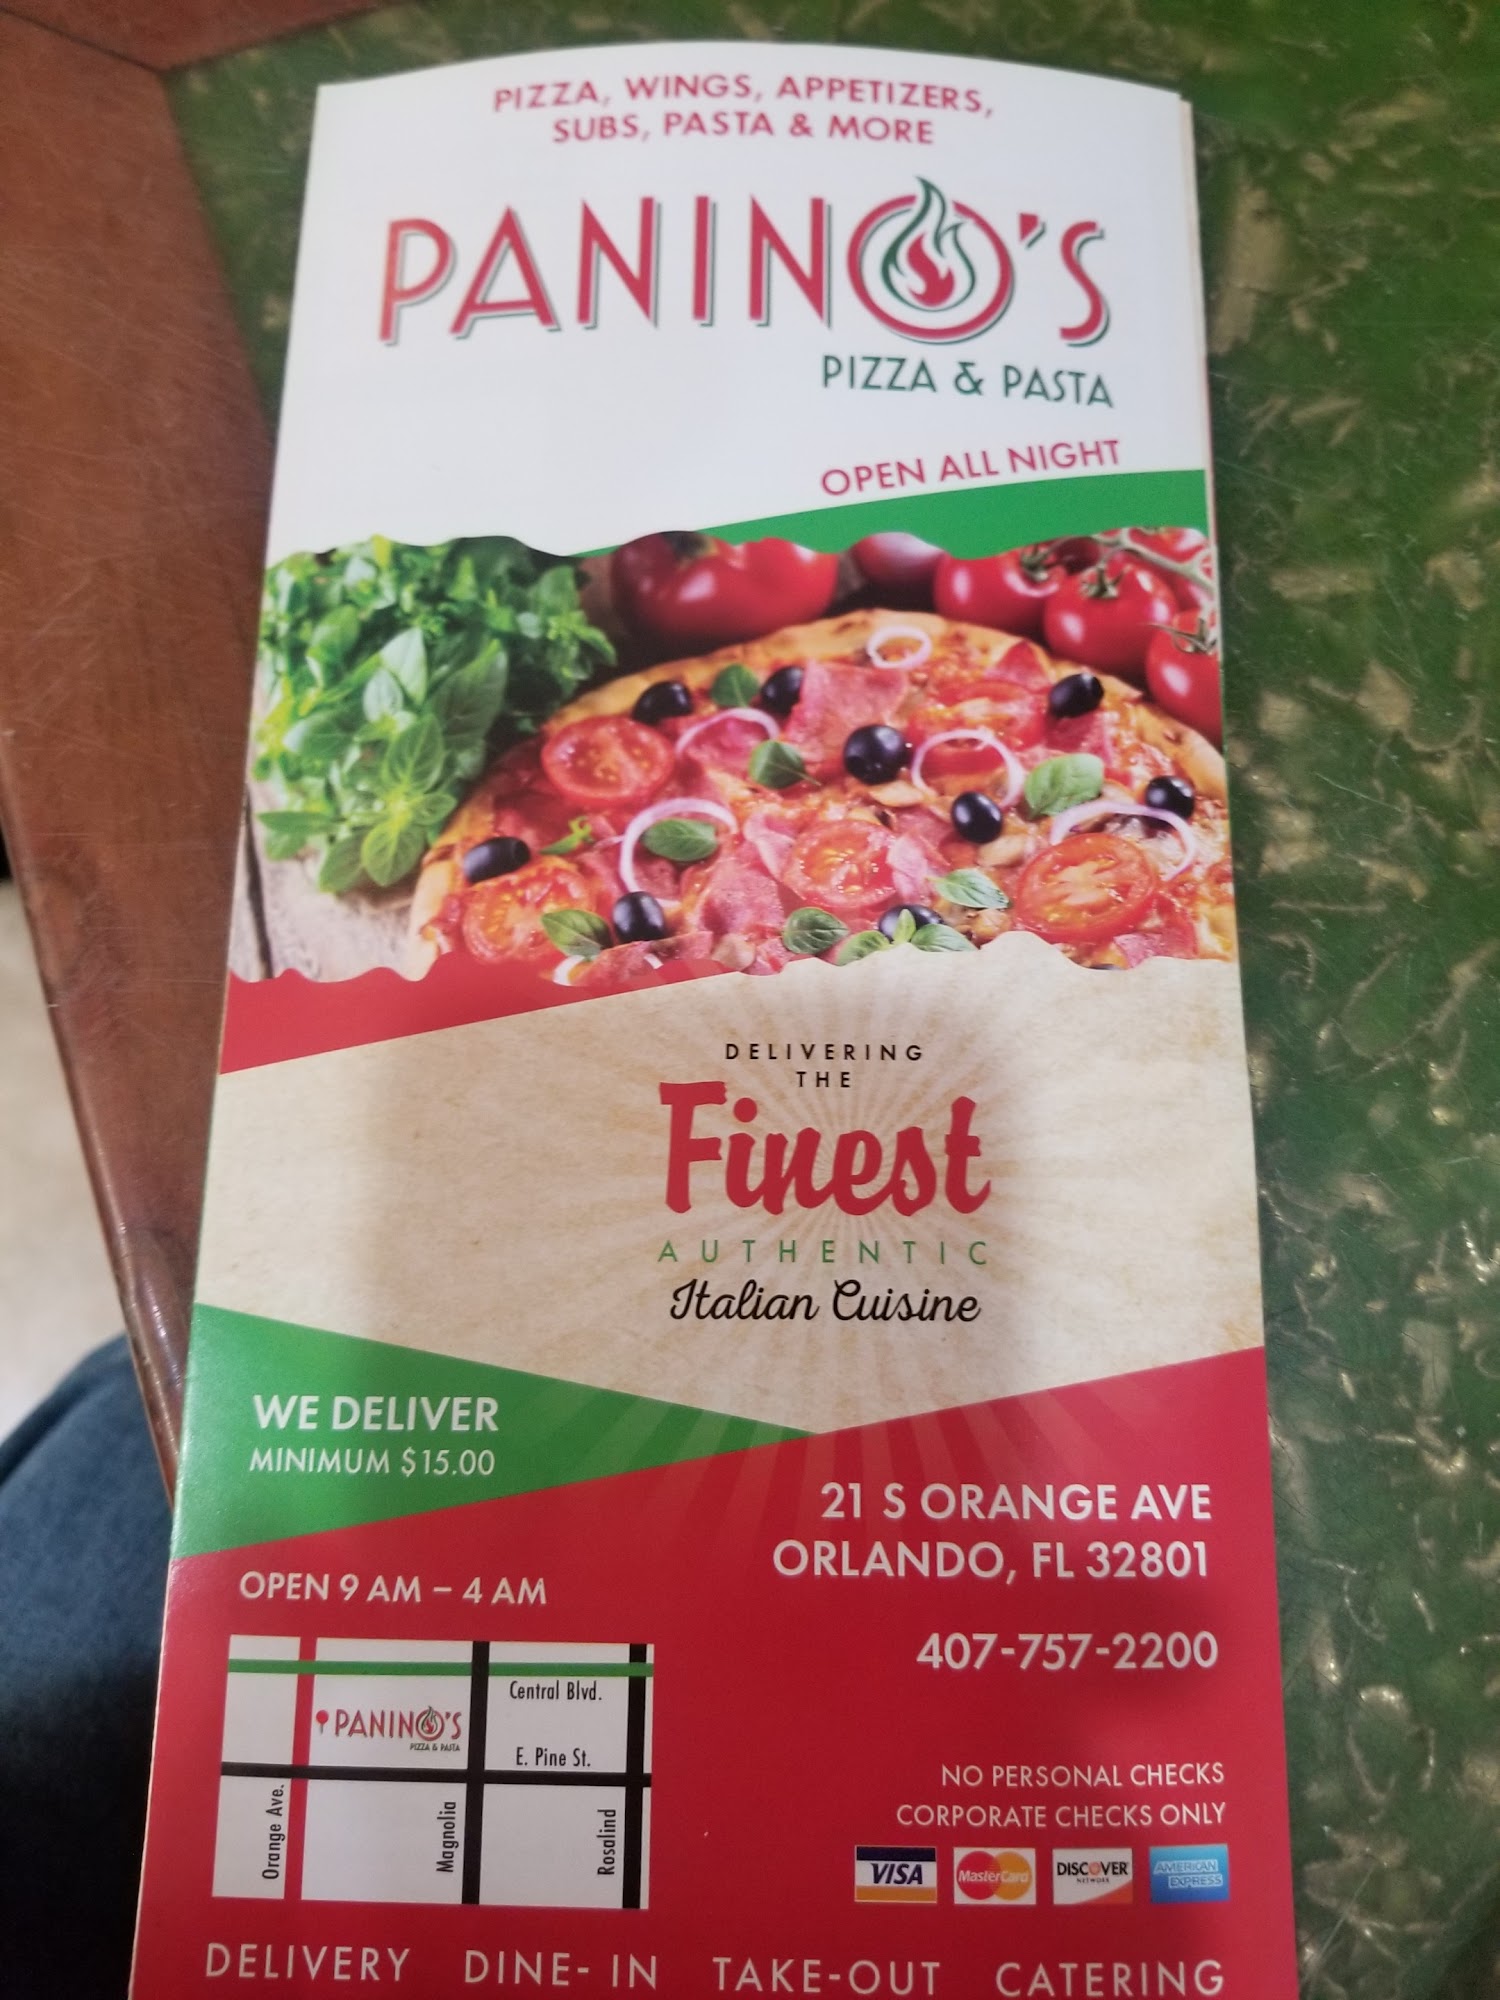 PIZZA, WINGS, APPETIZERS,
SUBS, PASTA & MORE
PANINO'S
PIZZA & PASTA
OPEN ALL NIGHT
DELIVERING
THE
Finest
AUTHENTIC
Italian Cuisine
WE DELIVER
MINIMUM $15.00
21 S ORANGE AVE
ORLANDO, FL 32801
OPEN 9 AM – 4 AM
407-757-2200
Central Blvd.
PANINO'S
PIZZA & PASTA
E. Pine St.
Orange Ave.
Magnolia
Rosalind
NO PERSONAL CHECKS
CORPORATE CHECKS ONLY
VISA
MasterCard
DISCOVER
NETWORK
AMERICAN
EXPRESS
DELIVERY DINE- IN TAKE-OUT CATERING